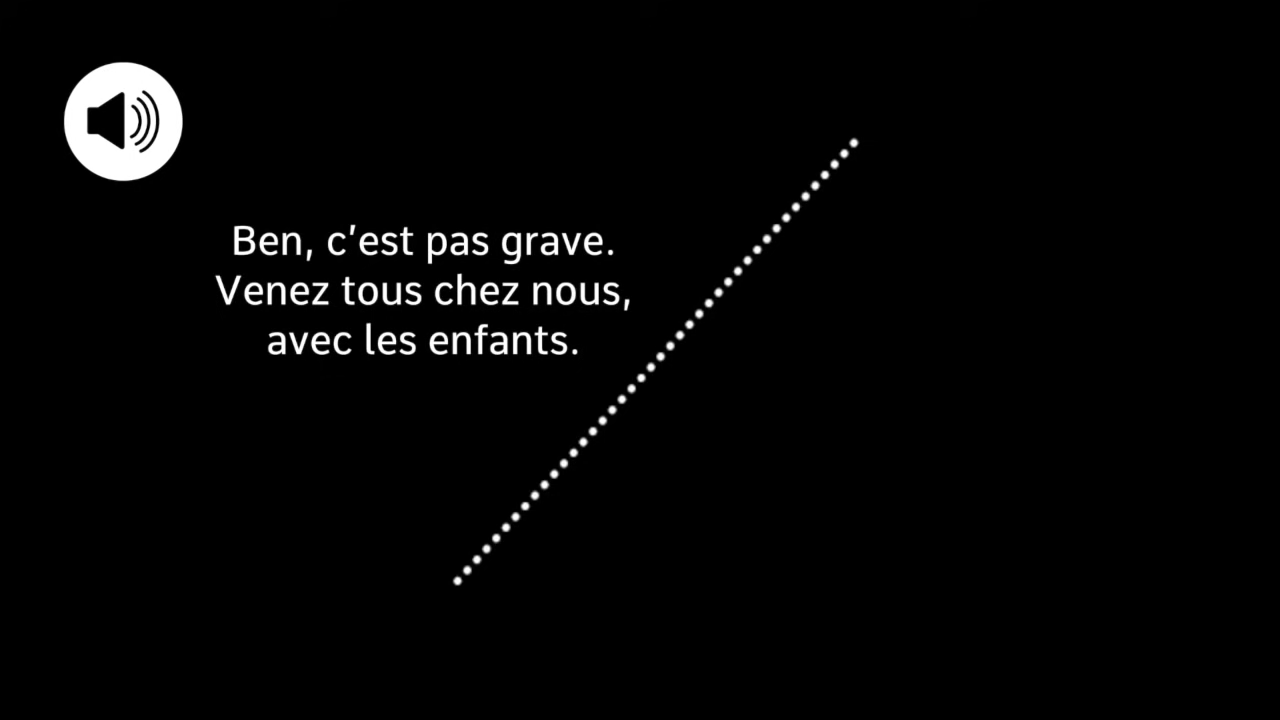 Ben, c’est pas grave.
Venez tous chez nous,
avec les enfants.